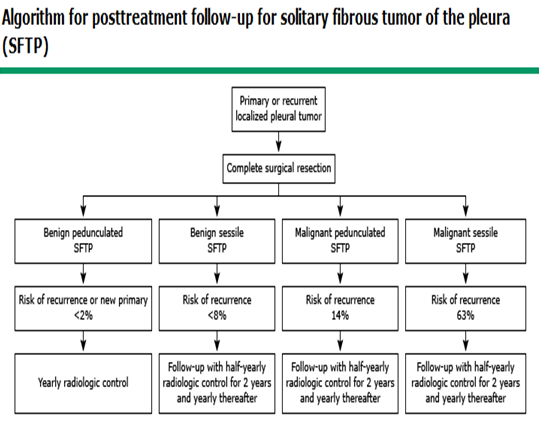 Algorithm for posttreatment follow-up for solitary fibrous tumor of the pleura
(SFTP)
Primary or recurrent
localized pleural tumor
Complete surgical resection
Benign pedunculated
SFTP
Benign sessile
SFTP
Malignant pedunculated
SFTP
Malignant sessile
SFTP
Risk of recurrence or new primary
<2%
Risk of recurrence
<8%
Risk of recurrence
14%
Risk of recurrence
63%
Yearly radiologic control
Follow-up with half-yearly
radiologic control for 2 years
and yearly thereafter
Follow-up with half-yearly
radiologic control for 2 years
and yearly thereafter
Follow-up with half-yearly
radiologic control for 2 years
and yearly thereafter